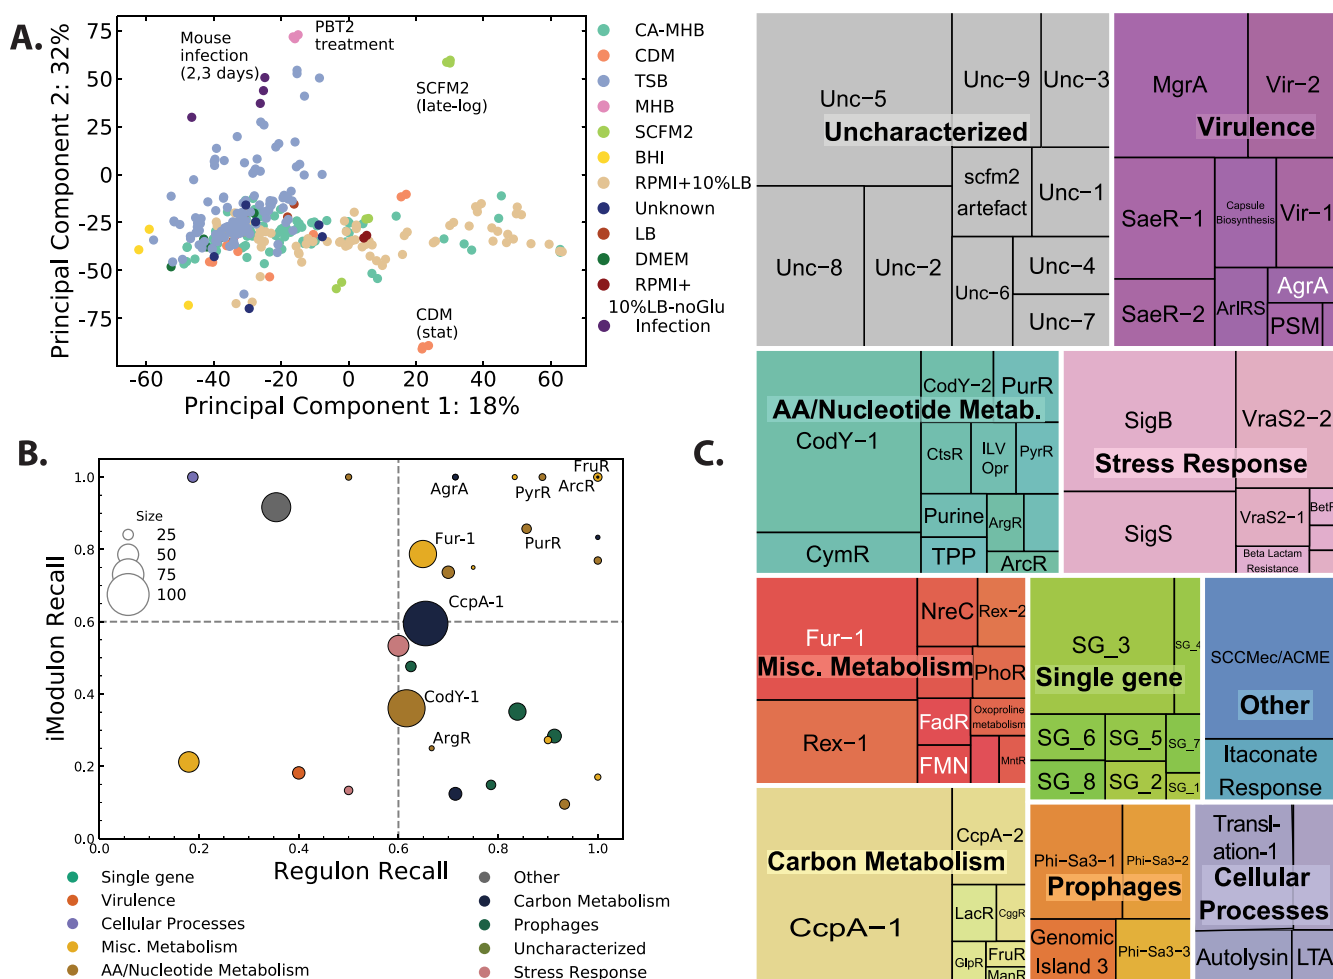 A.
Principal Component 2: 32%
75
50
25
0
-25
-50
-75
-60
-40
-20
0
20
40
60
Principal Component 1: 18%
Mouse
infection
(2,3 days)
PBT2
treatment
SCFM2
(late-log)
CDM
(stat)
CA-MHB
CDM
TSB
MHB
SCFM2
BHI
RPMI+10%LB
Unknown
LB
DMEM
RPMI+
10%LB-noGlu
Infection
B.
iModulon Recall
1.0
0.8
0.6
0.4
0.2
0.0
0.0
0.2
0.4
0.6
0.8
1.0
Regulon Recall
Size
25
50
75
100
AgrA
PyrR
FruR
ArcR
PurR
Fur-1
CcpA-1
CodY-1
ArgR
Single gene
Virulence
Cellular Processes
Misc. Metabolism
AA/Nucleotide Metabolism
Other
Carbon Metabolism
Prophages
Uncharacterized
Stress Response
C.
Unc−5
Unc−9
Unc−3
Uncharacterized
scfm2
artefact
Unc−1
Unc−8
Unc−2
Unc−6
Unc−4
Unc−7
MgrA
Vir−2
Virulence
SaeR−1
Capsule
Biosynthesis
Vir−1
SaeR−2
ArlRS
AgrA
PSM
CodY−2
PurR
AA/Nucleotide Metab.
CodY−1
CtsR
ILV
Opr
PyrR
Purine
ArgR
CymR
TPP
ArcR
SigB
VraS2−2
Stress Response
SigS
VraS2−1
BetR
Beta Lactam
Resistance
Fur−1
NreC
Rex−2
Misc. Metabolism
PhoR
Rex−1
FadR
Oxoproline
metabolism
FMN
MntR
SG_3
SG_4
Single gene
SG_6
SG_5
SG_7
SG_8
SG_2
SG_1
SCCMec/ACME
Other
Itaconate
Response
CcpA−2
Carbon Metabolism
CcpA−1
LacR
CggR
GlpR
FruR
ManR
Phi−Sa3−1
Phi−Sa3−2
Prophages
Genomic
Island 3
Phi−Sa3−3
Transl-
ation-1
Cellular
Processes
Autolysin
LTA